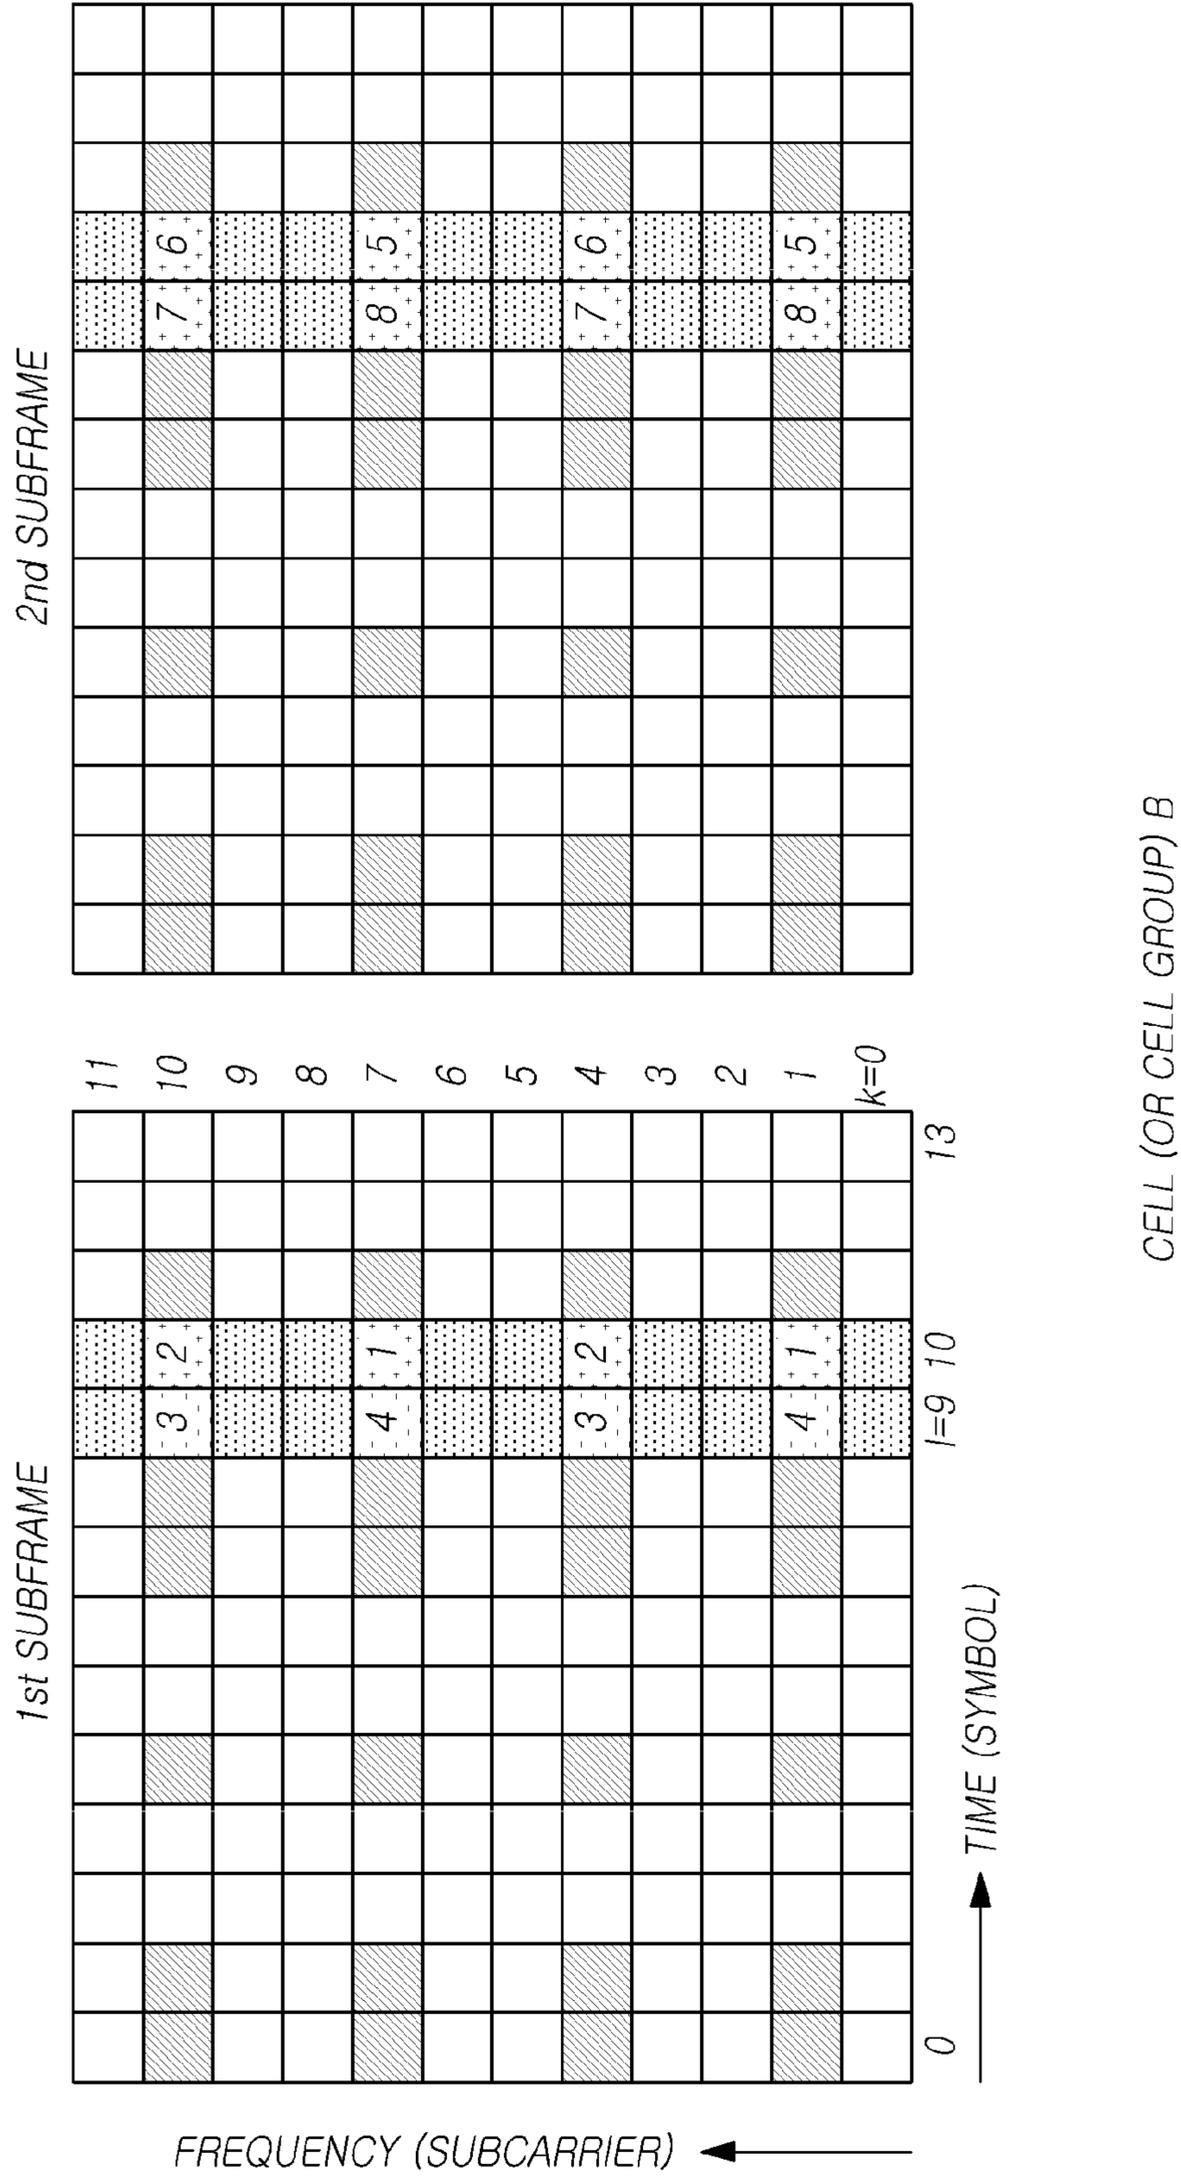 1st SUBFRAME
2nd SUBFRAME
FREQUENCY (SUBCARRIER)
11
3 2 10 7 6
9
8
4 1 7 8 5
6
5
3 2 4 7 6
3
2
4 1 1 8 5
k=0
0 l=9 10 13
TIME (SYMBOL)
CELL (OR CELL GROUP) B